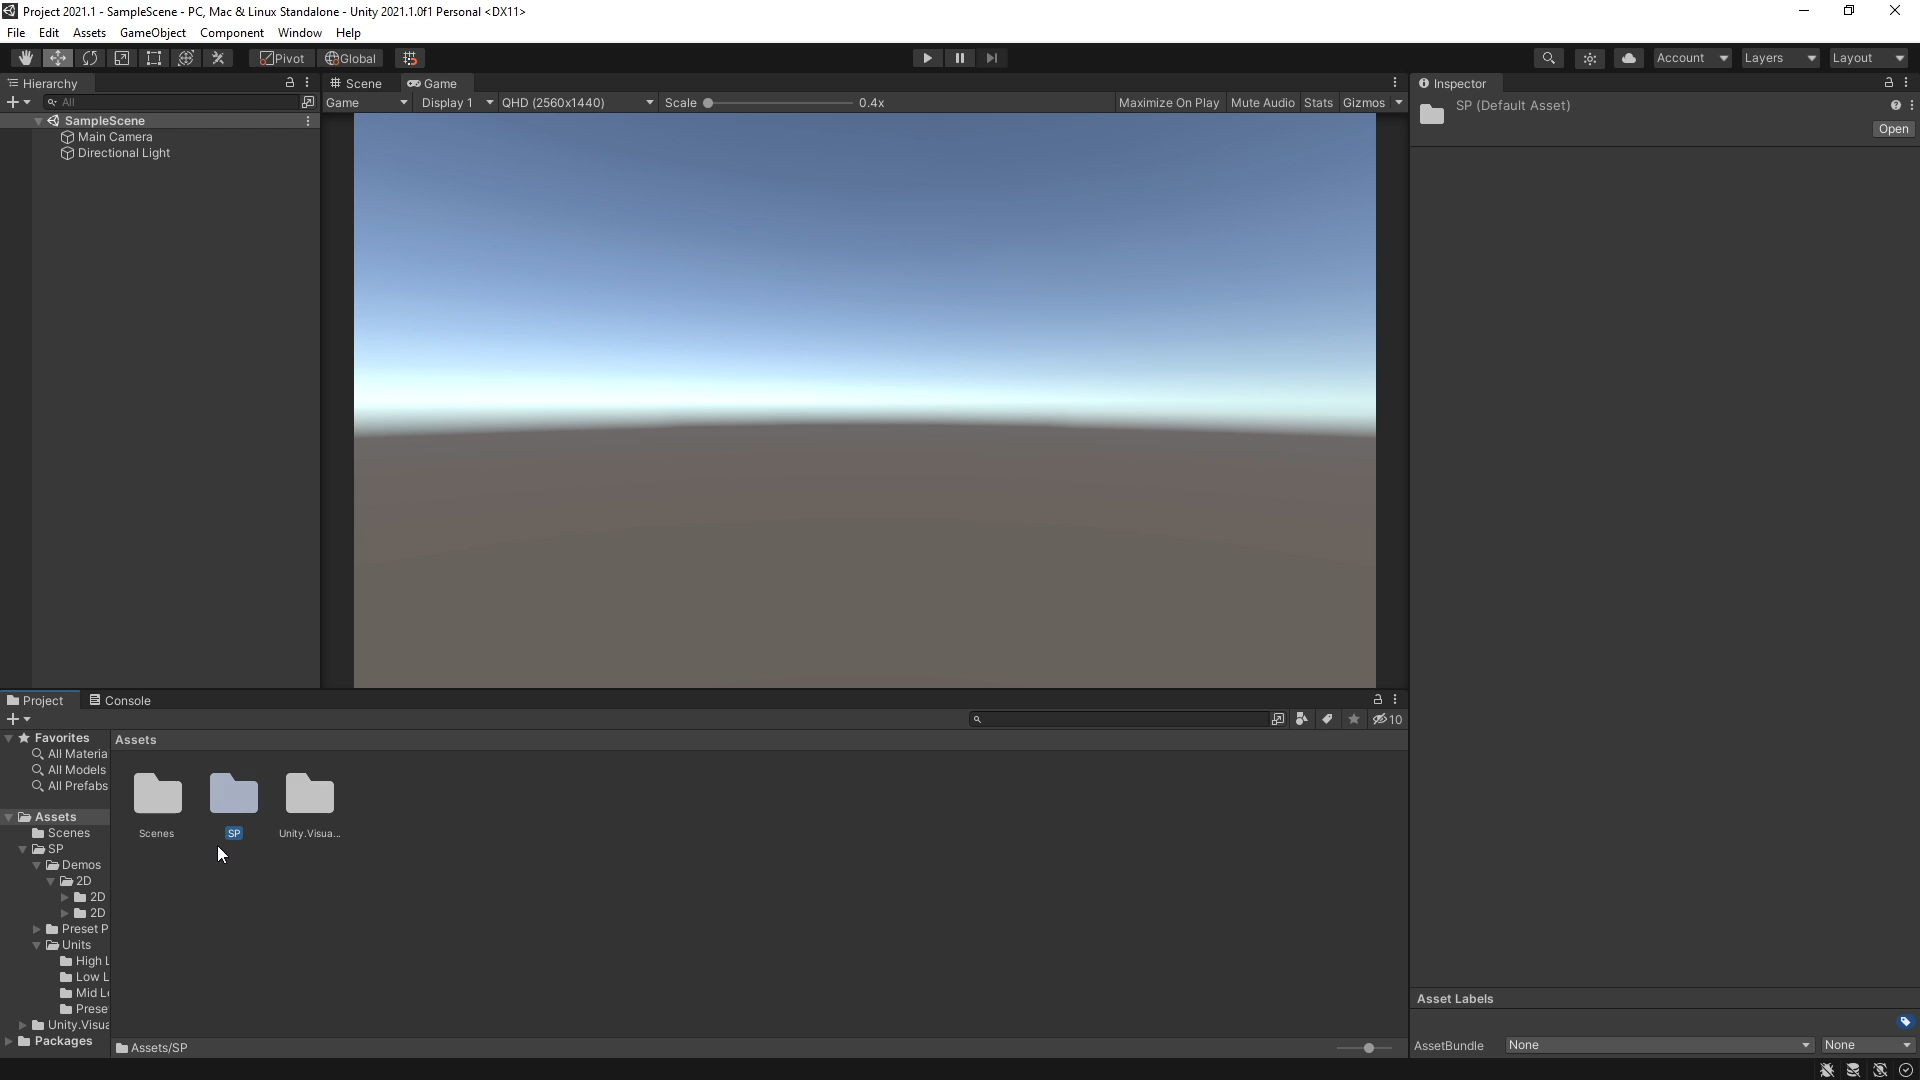 Project 2021.1 - SampleScene - PC, Mac & Linux Standalone - Unity 2021.1.0f1 Personal <DX11>
File Edit Assets GameObject Component Window Help
Pivot Global Account Layers Layout
Hierarchy
All
SampleScene
Main Camera
Directional Light
Scene Game
Game Display 1 QHD (2560x1440) Scale 0.4x Maximize On Play Mute Audio Stats Gizmos
Inspector
SP (Default Asset)
Open
Project Console
10
Favorites
All Materia
All Models
All Prefabs
Assets
Scenes
SP
Demos
2D
2D
2D
Preset P
Units
High L
Low L
Mid Le
Prese
Unity.Visua
Packages
Assets
Scenes SP Unity.Visua...
Assets/SP
Asset Labels
AssetBundle None None